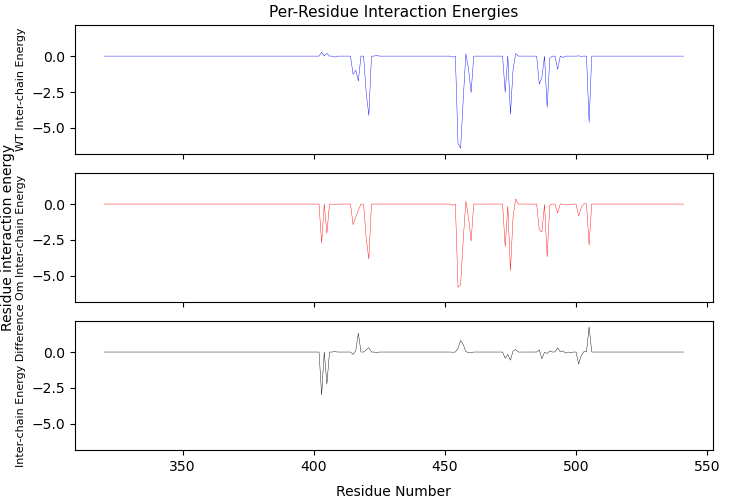 Per-Residue Interaction Energies
WT Inter-chain Energy
0.0
−2.5
−5.0
Residue interaction energy
Om Inter-chain Energy
0.0
−2.5
−5.0
Inter-chain Energy Difference
0.0
−2.5
−5.0
350
400
450
500
550
Residue Number